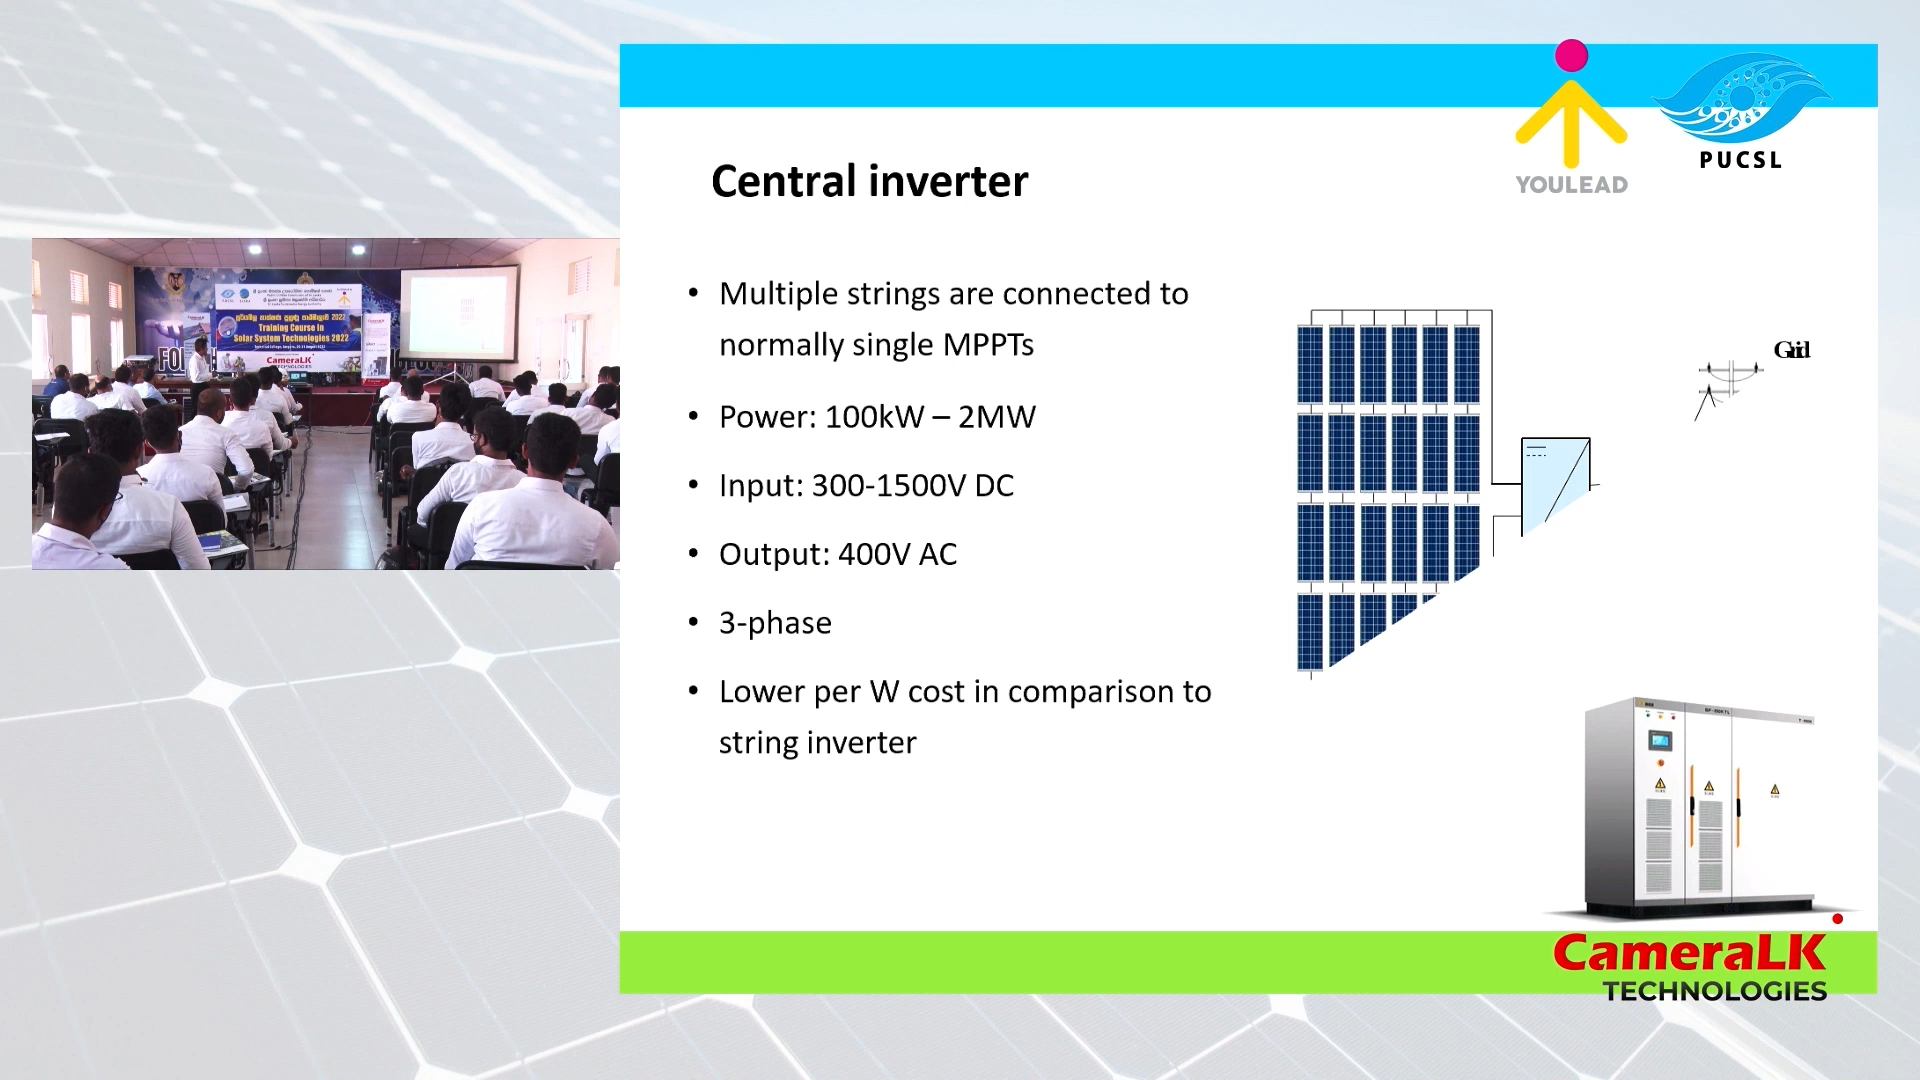 YOULEAD
PUCSL
Central inverter
• Multiple strings are connected to
normally single MPPTs
• Power: 100kW – 2MW
• Input: 300-1500V DC
• Output: 400V AC
• 3-phase
• Lower per W cost in comparison to
string inverter
Grid
CameraLK
TECHNOLOGIES
Training Course in
Solar System Technologies 2022
CameraLK
TECHNOLOGIES